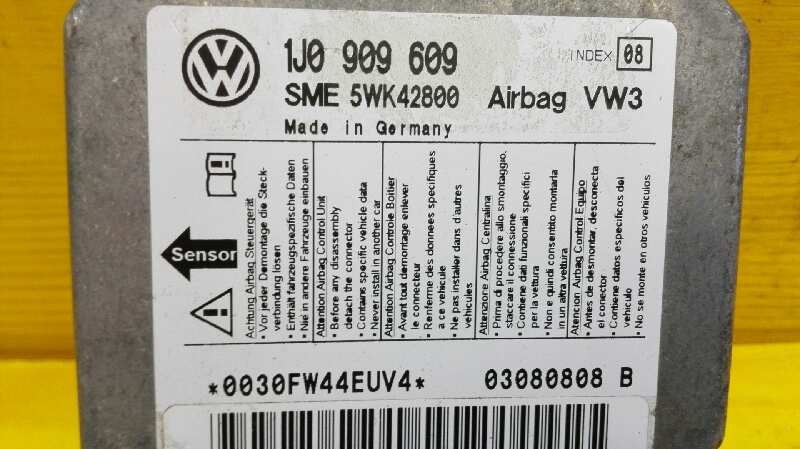 1J0 909 609
INDEX 08
SME 5WK42800 Airbag VW3
Made in Germany
Sensor
Achtung Airbag Steuergerät
• Vor jeder Demontage die Steck-
verbindung lösen
• Enthält fahrzeugspezifische Daten
• Nie in andere Fahrzeuge einbauen
Attention Airbag Control Unit
• Before any disassembly
detach the connector
• Contains specific vehicle data
• Never install in another car
Attention Airbag Controle Boitier
• Avant tout demontage enlever
le connecteur
• Renferme des donnees specifiques
a ce vehicule
• Ne pas installer dans d'autres
vehicules
Attenzione Airbag Centralina
• Prima di procedere allo smontaggio.
staccare il connessione
• Contiene dati funzionali specifici
per la vettura
• Non e quindi consentito montarla
in un altra vettura
Atencion Airbag Control Equipo
• Antes de desmontar, desconecta
el conector
• Contiene datos especificos del
vehiculo
• No se monte en otros vehiculos
*0030FW44EUV4* 03080808 B